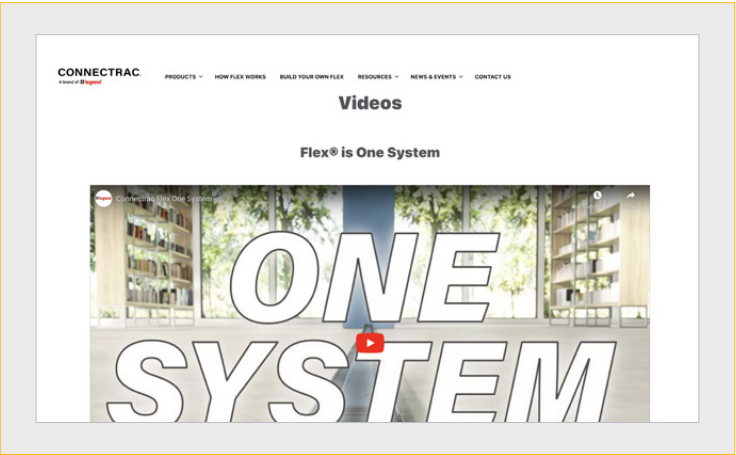 CONNECTRAC.
A brand of legrand
PRODUCTS
HOW FLEX WORKS
BUILD YOUR OWN FLEX
RESOURCES
NEWS & EVENTS
CONTACT US
Videos
Flex® is One System
legrand
Connectrac Flex One System
ONE
SYSTEM